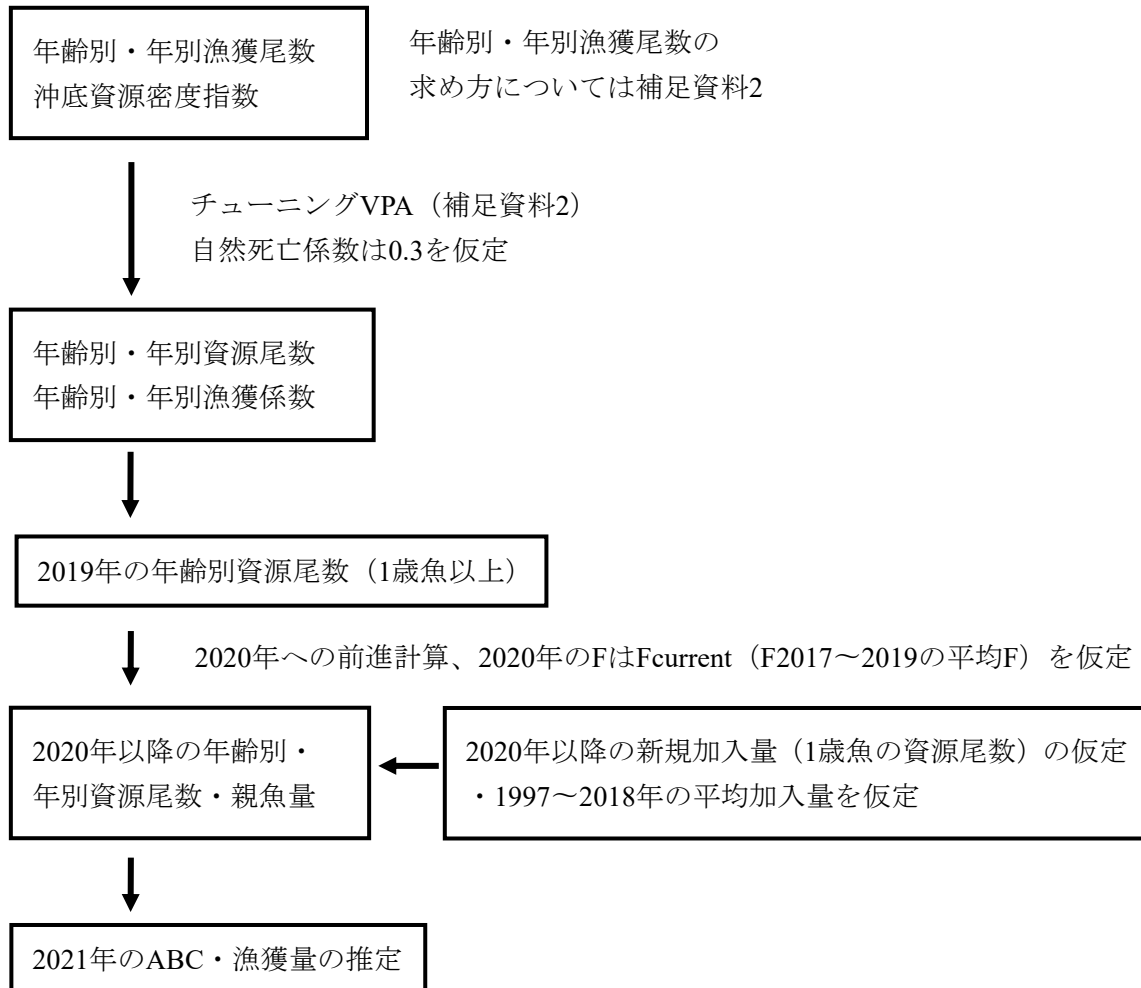 年齢別・年別漁獲尾数
沖底資源密度指数
年齢別・年別漁獲尾数の
求め方については補足資料2
チューニングVPA（補足資料2）
自然死亡係数は0.3を仮定
年齢別・年別資源尾数
年齢別・年別漁獲係数
2019年の年齢別資源尾数（1歳魚以上）
2020年への前進計算、2020年のFはFcurrent（F2017～2019の平均F）を仮定
2020年以降の年齢別・
年別資源尾数・親魚量
2020年以降の新規加入量（1歳魚の資源尾数）の仮定
・1997～2018年の平均加入量を仮定
2021年のABC・漁獲量の推定